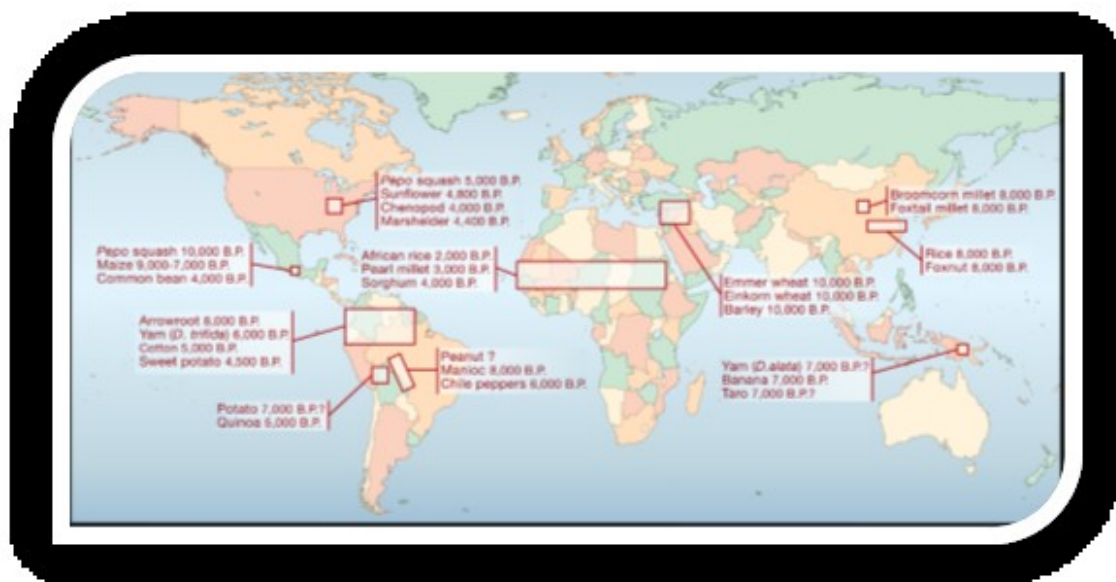 Pepo squash 5,000 B.P.
Sunflower 4,800 B.P.
Chenopod 4,000 B.P.
Marshelder 4,400 B.P.
Broomcorn millet 8,000 B.P.
Foxtail millet 8,000 B.P.
Pepo squash 10,000 B.P.
Maize 9,000-7,000 B.P.
Common bean 4,000 B.P.
African rice 2,000 B.P.
Pearl millet 3,000 B.P.
Sorghum 4,000 B.P.
Rice 8,000 B.P.
Foxnut 8,000 B.P.
Emmer wheat 10,000 B.P.
Einkorn wheat 10,000 B.P.
Barley 10,000 B.P.
Arrowroot 8,000 B.P.
Yam (D. trifida) 6,000 B.P.
Cotton 5,000 B.P.
Sweet potato 4,500 B.P.
Peanut ?
Manioc 8,000 B.P.
Chile peppers 6,000 B.P.
Yam (D.alata) 7,000 B.P.?
Banana 7,000 B.P.
Taro 7,000 B.P.?
Potato 7,000 B.P.?
Quinoa 5,000 B.P.